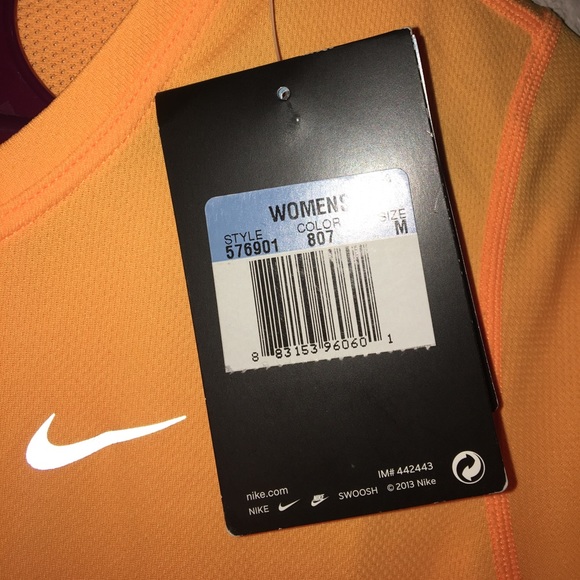 WOMENS
STYLE COLOR SIZE
576901 807 M
8 83153 96060 1
IM# 442443
nike.com
NIKE SWOOSH © 2013 Nike